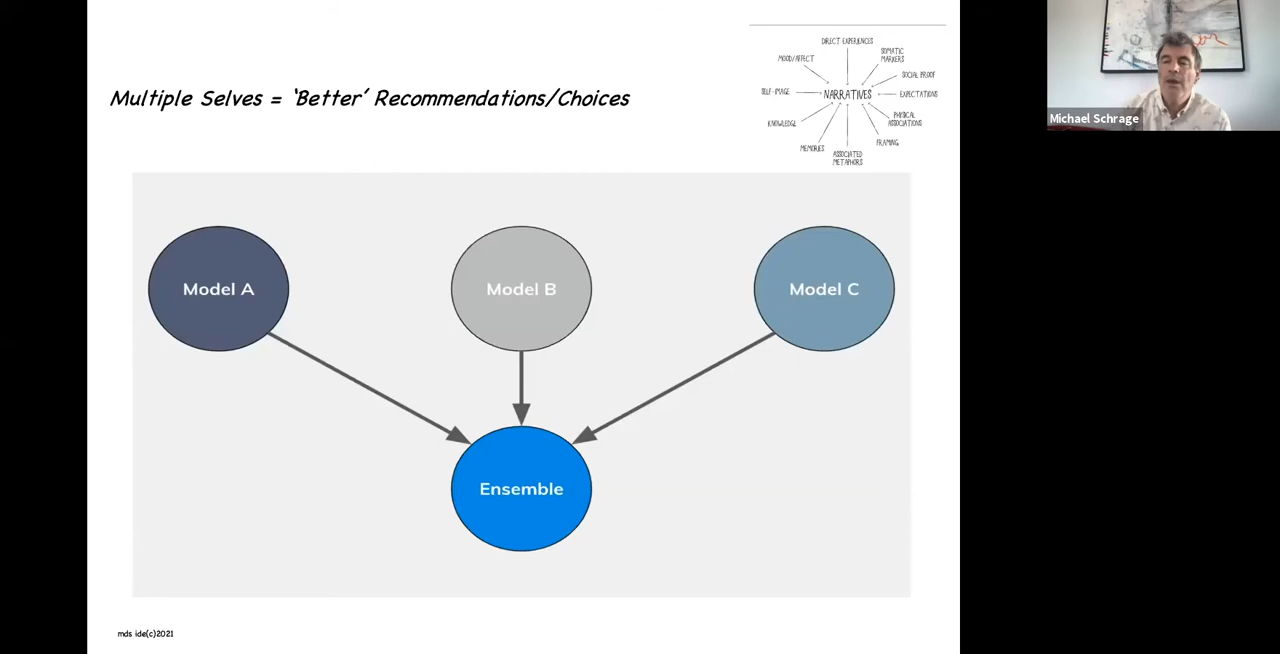 Multiple Selves = ‘Better’ Recommendations/Choices
DIRECT EXPERIENCES
MOOD/AFFECT
SOMATIC
MARKERS
SOCIAL PROOF
SELF-IMAGE
NARRATIVES
EXPECTATIONS
KNOWLEDGE
PHYSICAL
ASSOCIATIONS
MEMORIES
ASSOCIATED
METAPHORS
FRAMING
Michael Schrage
Model A
Model B
Model C
Ensemble
mds ide(c)2021